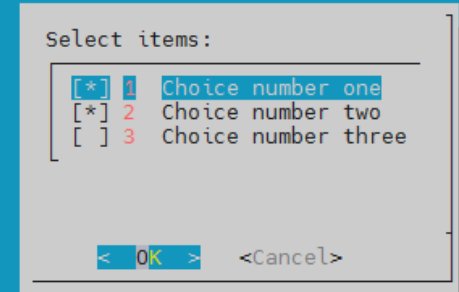 Select items:
[*] 1 Choice number one
[*] 2 Choice number two
[ ] 3 Choice number three
< OK > <Cancel>